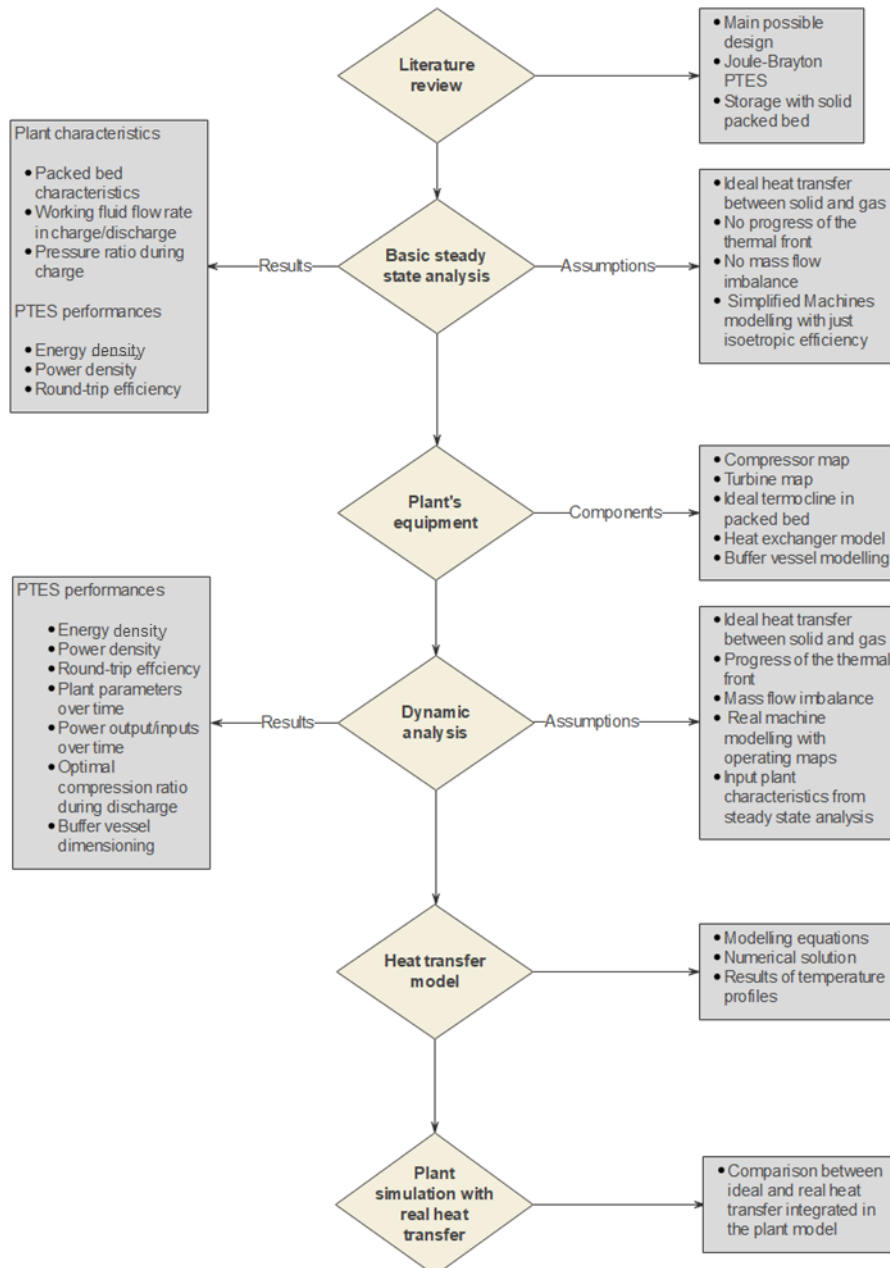 Literature
review
• Main possible
design
• Joule-Brayton
PTES
• Storage with solid
packed bed
Plant characteristics
• Packed bed
characteristics
• Working fluid flow rate
in charge/discharge
• Pressure ratio during
charge
PTES performances
• Energy density
• Power density
• Round-trip efficiency
Results
Basic steady
state analysis
Assumptions
• Ideal heat transfer
between solid and gas
• No progress of the
thermal front
• No mass flow
imbalance
• Simplified Machines
modelling with just
isoetropic efficiency
Plant's
equipment
Components
• Compressor map
• Turbine map
• Ideal termocline in
packed bed
• Heat exchanger model
• Buffer vessel modelling
PTES performances
• Energy density
• Power density
• Round-trip effciency
• Plant parameters
over time
• Power output/inputs
over time
• Optimal
compression ratio
during discharge
• Buffer vessel
dimensioning
Results
Dynamic
analysis
Assumptions
• Ideal heat transfer
between solid and gas
• Progress of the thermal
front
• Mass flow imbalance
• Real machine
modelling with
operating maps
• Input plant
characteristics from
steady state analysis
Heat transfer
model
• Modelling equations
• Numerical solution
• Results of temperature
profiles
Plant
simulation with
real heat
transfer
• Comparison between
ideal and real heat
transfer integrated in
the plant model